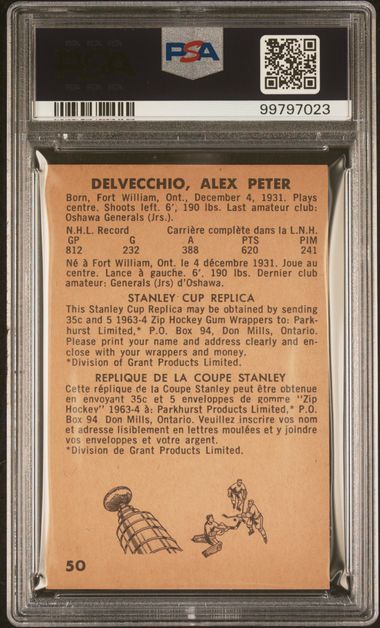 PSA
99797023
DELVECCHIO, ALEX PETER
Born, Fort William, Ont., December 4, 1931. Plays
centre. Shoots left. 6', 190 lbs. Last amateur club:
Oshawa Generals (Jrs.).
N.H.L. Record Carrière complète dans la L.N.H.
GP G A PTS PIM
812 232 388 620 241
Né à Fort William, Ont. le 4 décembre 1931. Joue au
centre. Lance à gauche. 6', 190 lbs. Dernier club
amateur: Generals (Jrs) d'Oshawa.
STANLEY CUP REPLICA
This Stanley Cup Replica may be obtained by sending
35c and 5 1963-4 Zip Hockey Gum Wrappers to: Park-
hurst Limited,* P.O. Box 94, Don Mills, Ontario.
Please print your name and address clearly and en-
close with your wrappers and money.
*Division of Grant Products Limited.
REPLIQUE DE LA COUPE STANLEY
Cette réplique de la Coupe Stanley peut être obtenue
en envoyant 35c et 5 enveloppes de gomme "Zip
Hockey" 1963-4 à: Parkhurst Products Limited,* P.O.
Box 94 Don Mills, Ontario. Veuillez inscrire vos nom
et adresse lisiblement en lettres moulées et y joindre
vos enveloppes et votre argent.
*Division de Grant Products Limited.
50